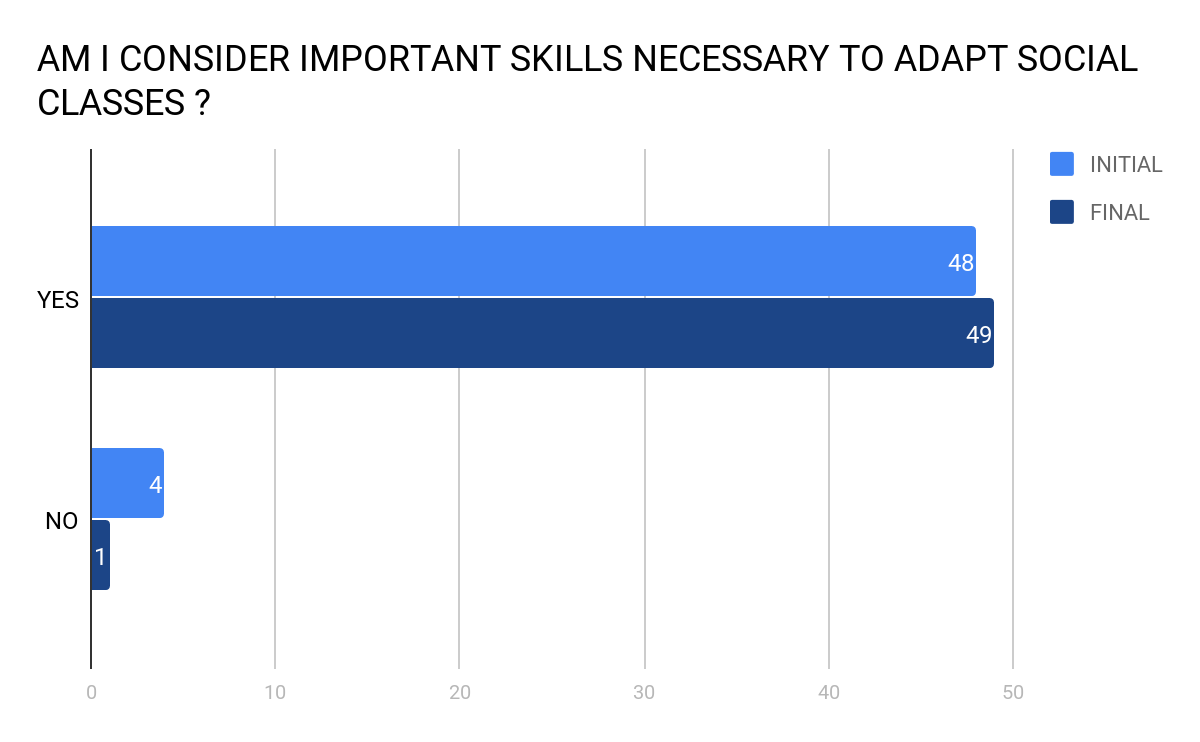 AM I CONSIDER IMPORTANT SKILLS NECESSARY TO ADAPT SOCIAL
CLASSES ?
INITIAL
FINAL
YES
48
49
NO
4
1
0 10 20 30 40 50